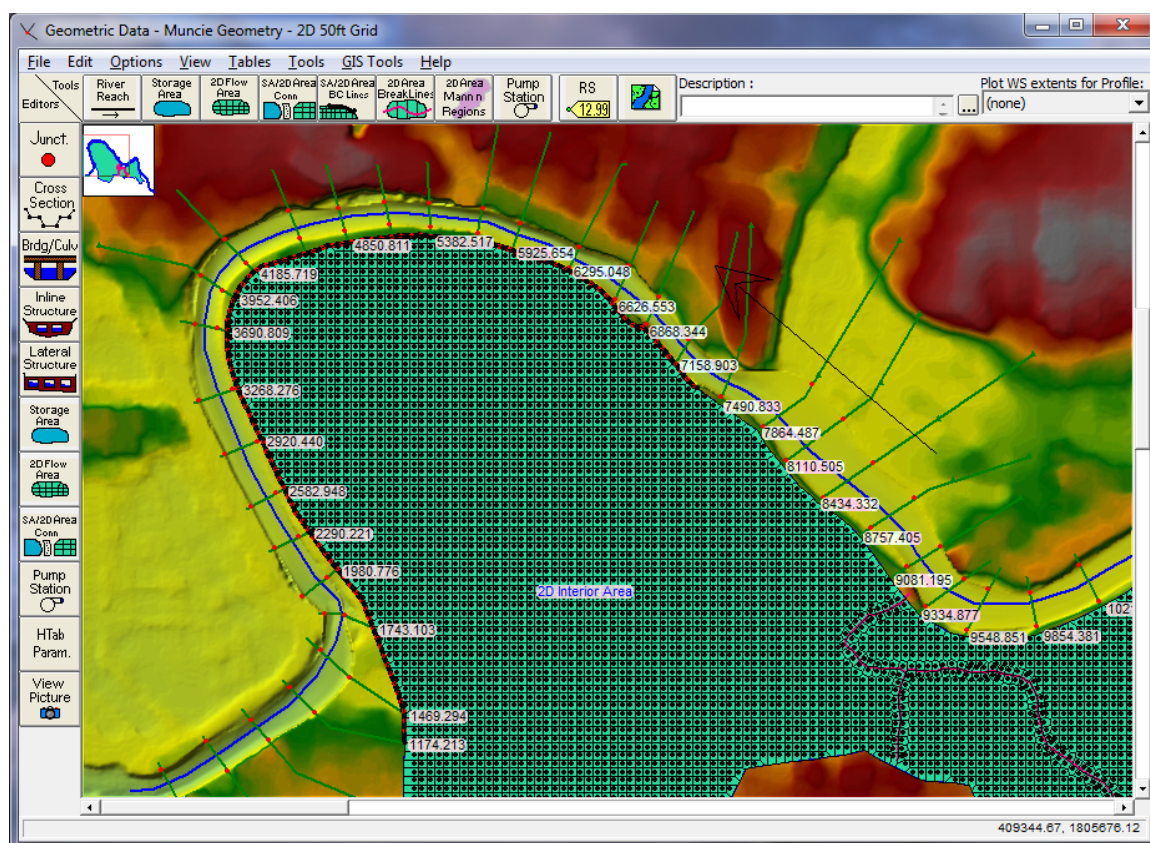 Geometric Data - Muncie Geometry - 2D 50ft Grid
File Edit Options View Tables Tools GIS Tools Help
Tools
Editors
River
Reach
Storage
Area
2D Flow
Area
SA/2D Area
Conn
SA/2D Area
BC Lines
2D Area
BreakLines
2D Area
Mann n
Regions
Pump
Station
RS
12.99
Description :
...
Plot WS extents for Profile:
(none)
Junct.
Cross
Section
Brdg/Culv
Inline
Structure
Lateral
Structure
Storage
Area
2D Flow
Area
SA/2D Area
Conn
Pump
Station
HTab
Param.
View
Picture
4850.811
5382.517
5925.654
4185.719
6295.048
3952.406
6626.553
3690.809
6868.344
7158.903
3268.276
7490.833
7864.487
2920.440
8110.505
2582.948
8434.332
2290.221
8757.405
1980.776
9081.195
2D Interior Area
9334.877
1021
1743.103
9548.851
9854.381
1469.294
1174.213
409344.67, 1805676.12